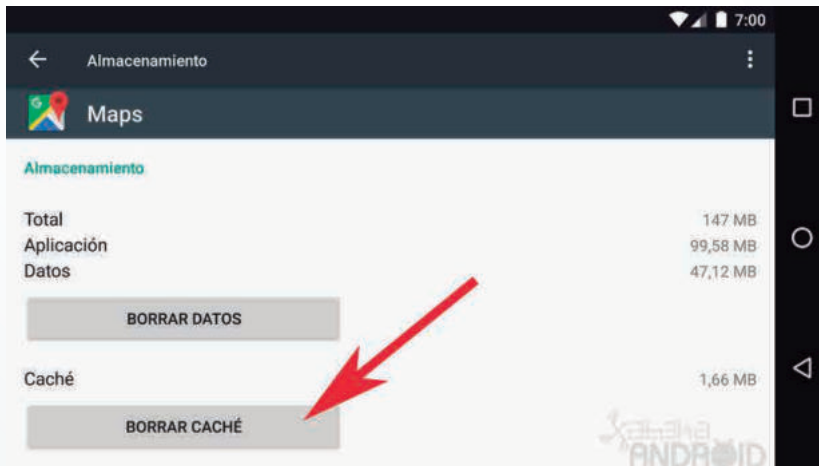 7:00
Almacenamiento
Maps
Almacenamiento
Total 147 MB
Aplicación 99,58 MB
Datos 47,12 MB
BORRAR DATOS
Caché 1,66 MB
BORRAR CACHÉ
Xataka
ANDROID